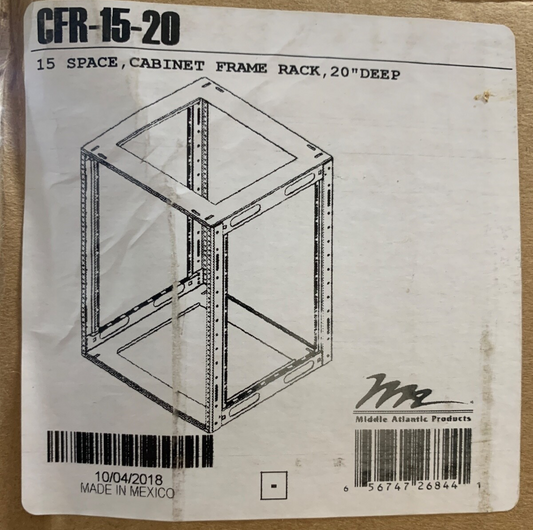 CFR-15-20
15 SPACE,CABINET FRAME RACK,20"DEEP
Middle Atlantic Products
10/04/2018
MADE IN MEXICO
6 56747 26844 1